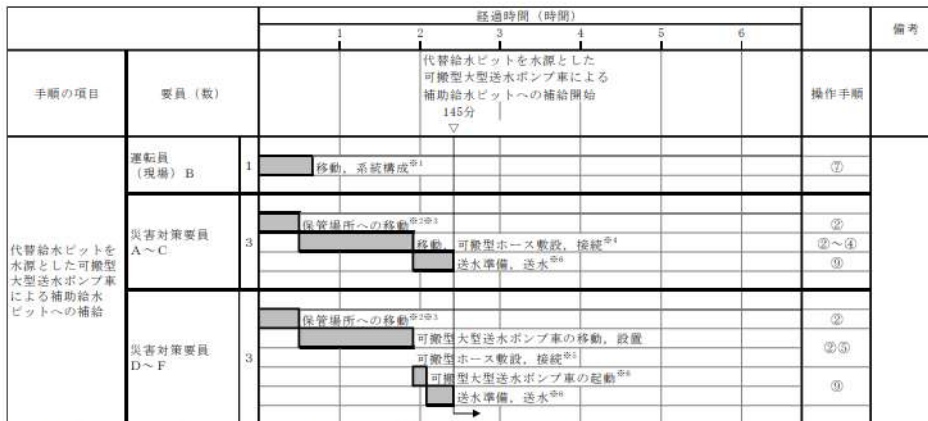 経過時間（時間）
備考
1 2 3 4 5 6
手順の項目
要員（数）
代替給水ピットを水源とした
可搬型大型送水ポンプ車による
補助給水ピットへの補給開始
145分
▽
操作手順
代替給水ピットを
水源とした可搬型
大型送水ポンプ車
による補助給水
ピットへの補給
運転員
（現場）B
1
移動，系統構成※1
⑦
災害対策要員
A～C
3
保管場所への移動※2※3
②
移動，可搬型ホース敷設，接続※4
②～④
送水準備，送水※6
⑨
災害対策要員
D～F
3
保管場所への移動※2※3
②
可搬型大型送水ポンプ車の移動，設置
可搬型ホース敷設，接続※5
②⑤
可搬型大型送水ポンプ車の起動※6
送水準備，送水※6
⑨